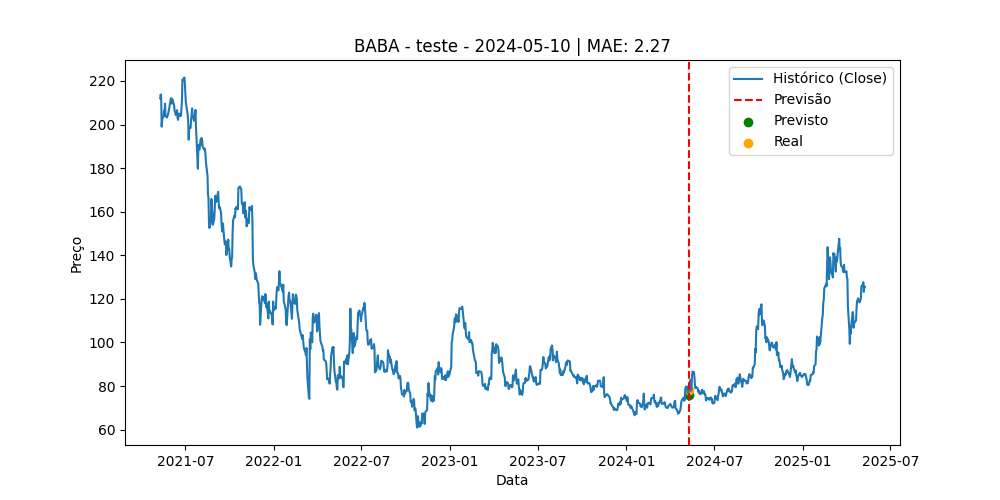 BABA - teste - 2024-05-10 | MAE: 2.27
Histórico (Close)
Previsão
Previsto
Real
Preço
220
200
180
160
140
120
100
80
60
2021-07 2022-01 2022-07 2023-01 2023-07 2024-01 2024-07 2025-01 2025-07
Data